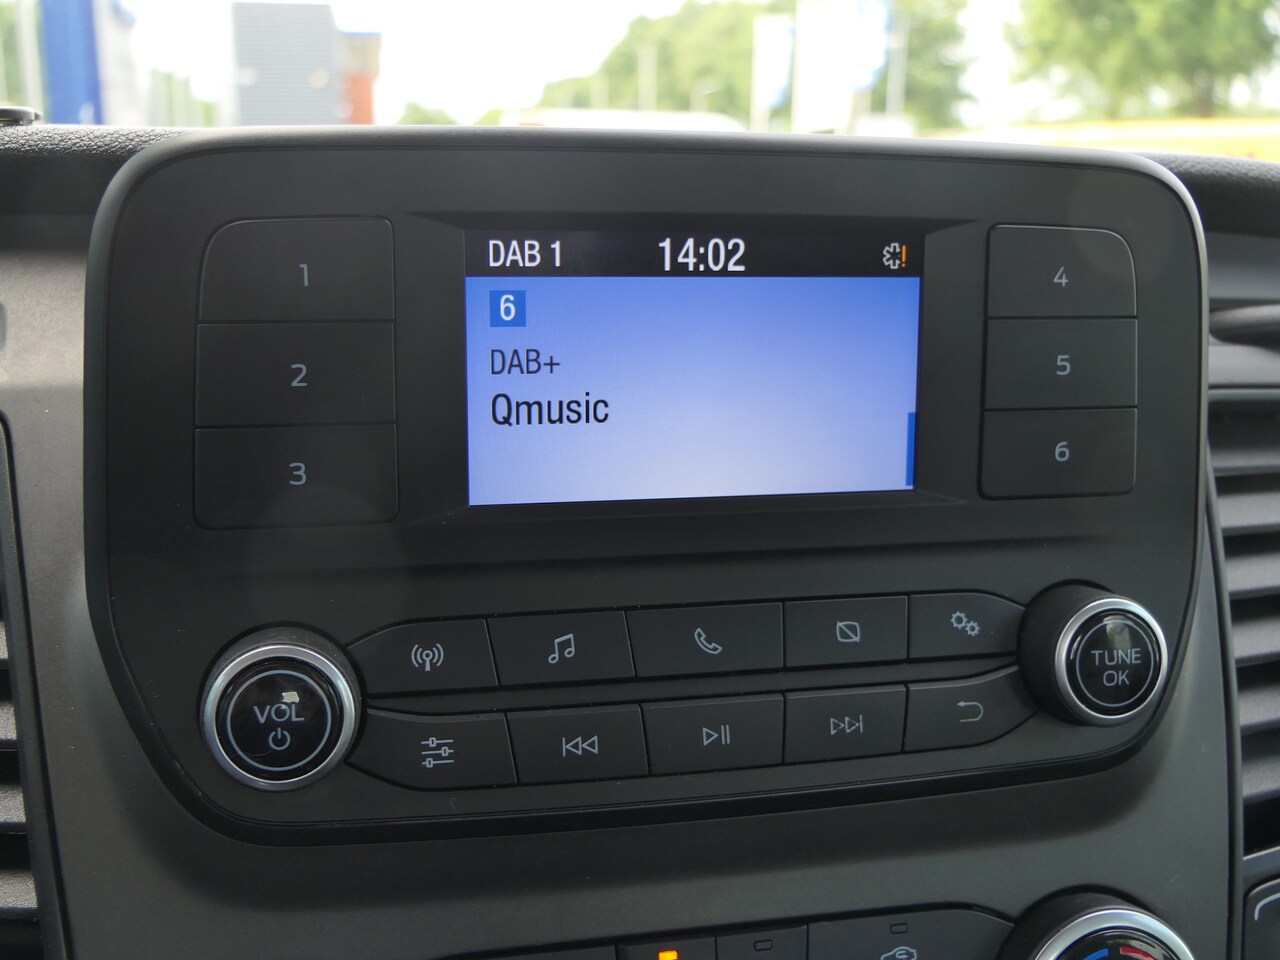 DAB 1 14:02
6
DAB+
Qmusic
1
2
3
4
5
6
VOL
TUNE
OK